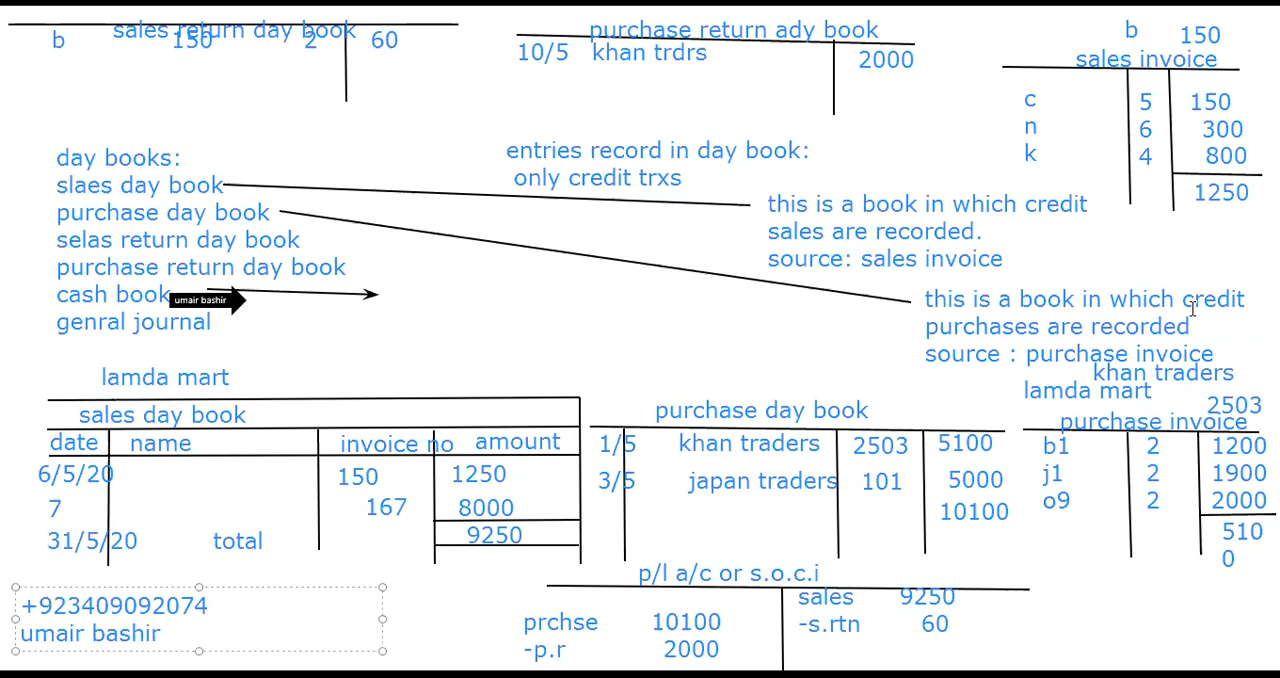 sales return day book
b 150 2 60
purchase return ady book
10/5 khan trdrs 2000
b 150
sales invoice
c 5 150
n 6 300
k 4 800
1250
day books:
slaes day book
purchase day book
selas return day book
purchase return day book
cash book
umair bashir
genral journal
entries record in day book:
only credit trxs
this is a book in which credit
sales are recorded.
source: sales invoice
this is a book in which credit
purchases are recorded
source : purchase invoice
lamda mart
sales day book
date name invoice no amount
6/5/20 150 1250
7 167 8000
31/5/20 total 9250
purchase day book
1/5 khan traders 2503 5100
3/5 japan traders 101 5000
10100
khan traders
lamda mart
2503
purchase invoice
b1 2 1200
j1 2 1900
o9 2 2000
510
0
+923409092074
umair bashir
p/l a/c or s.o.c.i
sales 9250
-s.rtn 60
prchse 10100
-p.r 2000